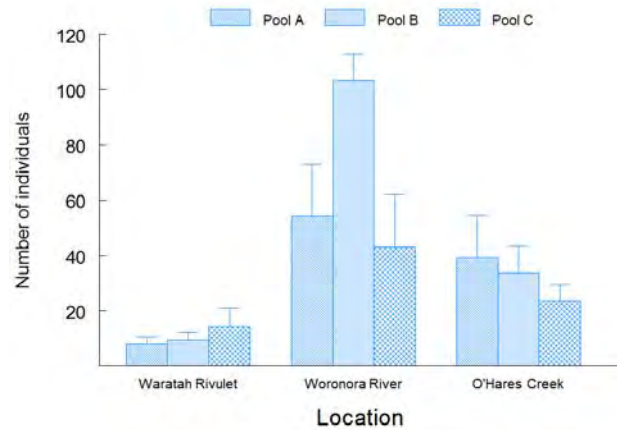 Pool A Pool B Pool C
120
100
80
60
40
20
Number of individuals
Waratah Rivulet Woronora River O'Hares Creek
Location